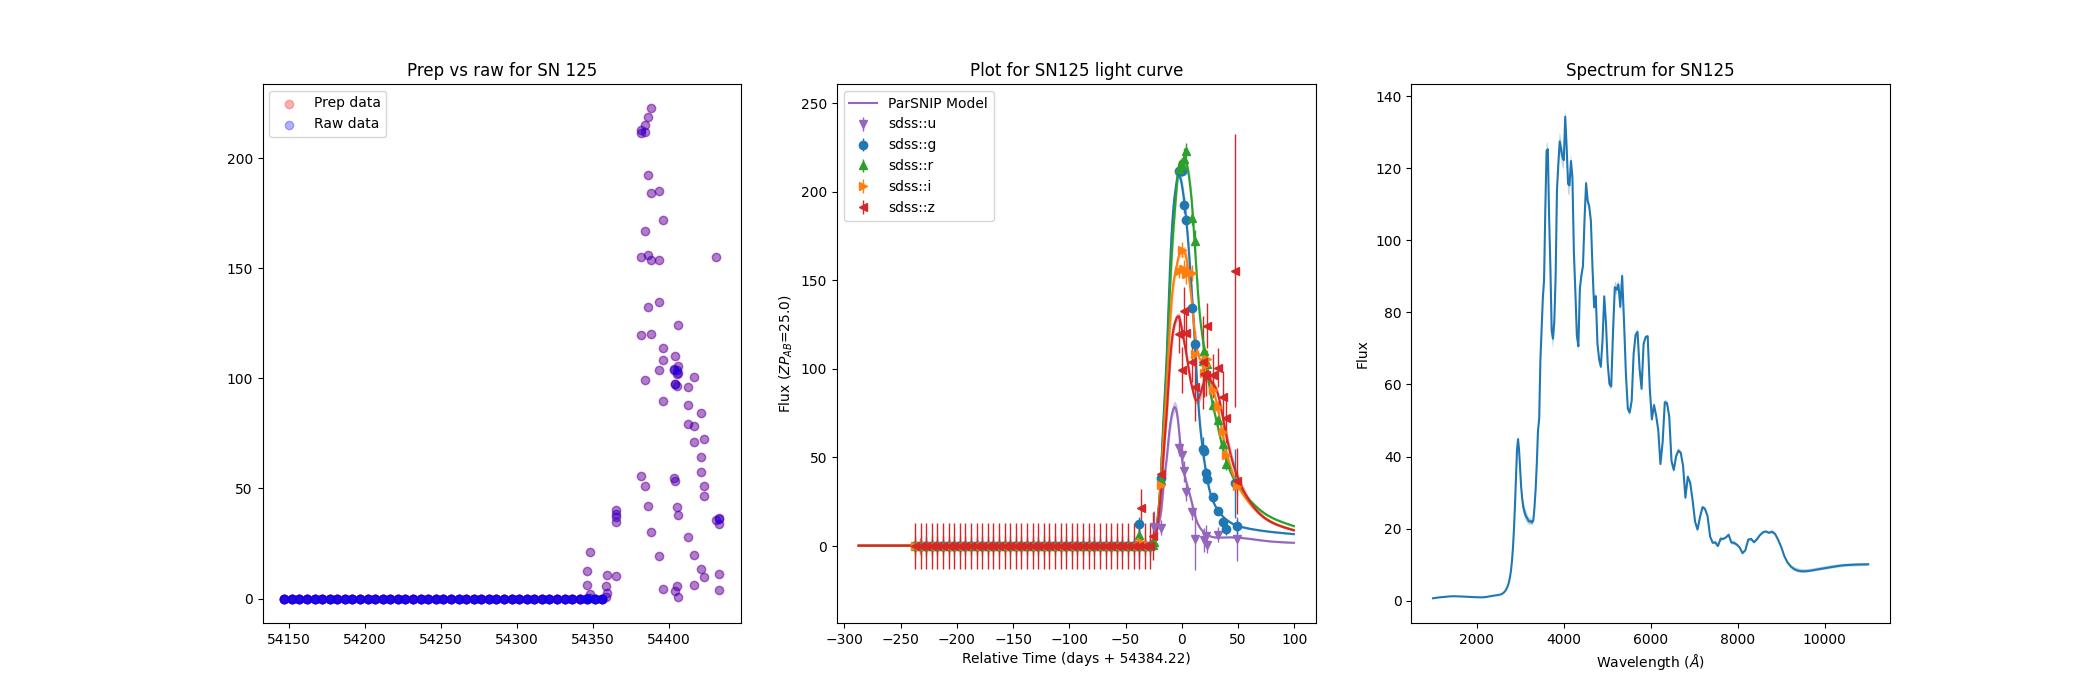 Prep vs raw for SN 125
Prep data
Raw data
200
150
100
50
0
54150
54200
54250
54300
54350
54400
Plot for SN125 light curve
ParSNIP Model
sdss::u
sdss::g
sdss::r
sdss::i
sdss::z
Flux (ZP_AB=25.0)
250
200
150
100
50
0
−300
−250
−200
−150
−100
−50
0
50
100
Relative Time (days + 54384.22)
Spectrum for SN125
Flux
140
120
100
80
60
40
20
0
2000
4000
6000
8000
10000
Wavelength (Å)